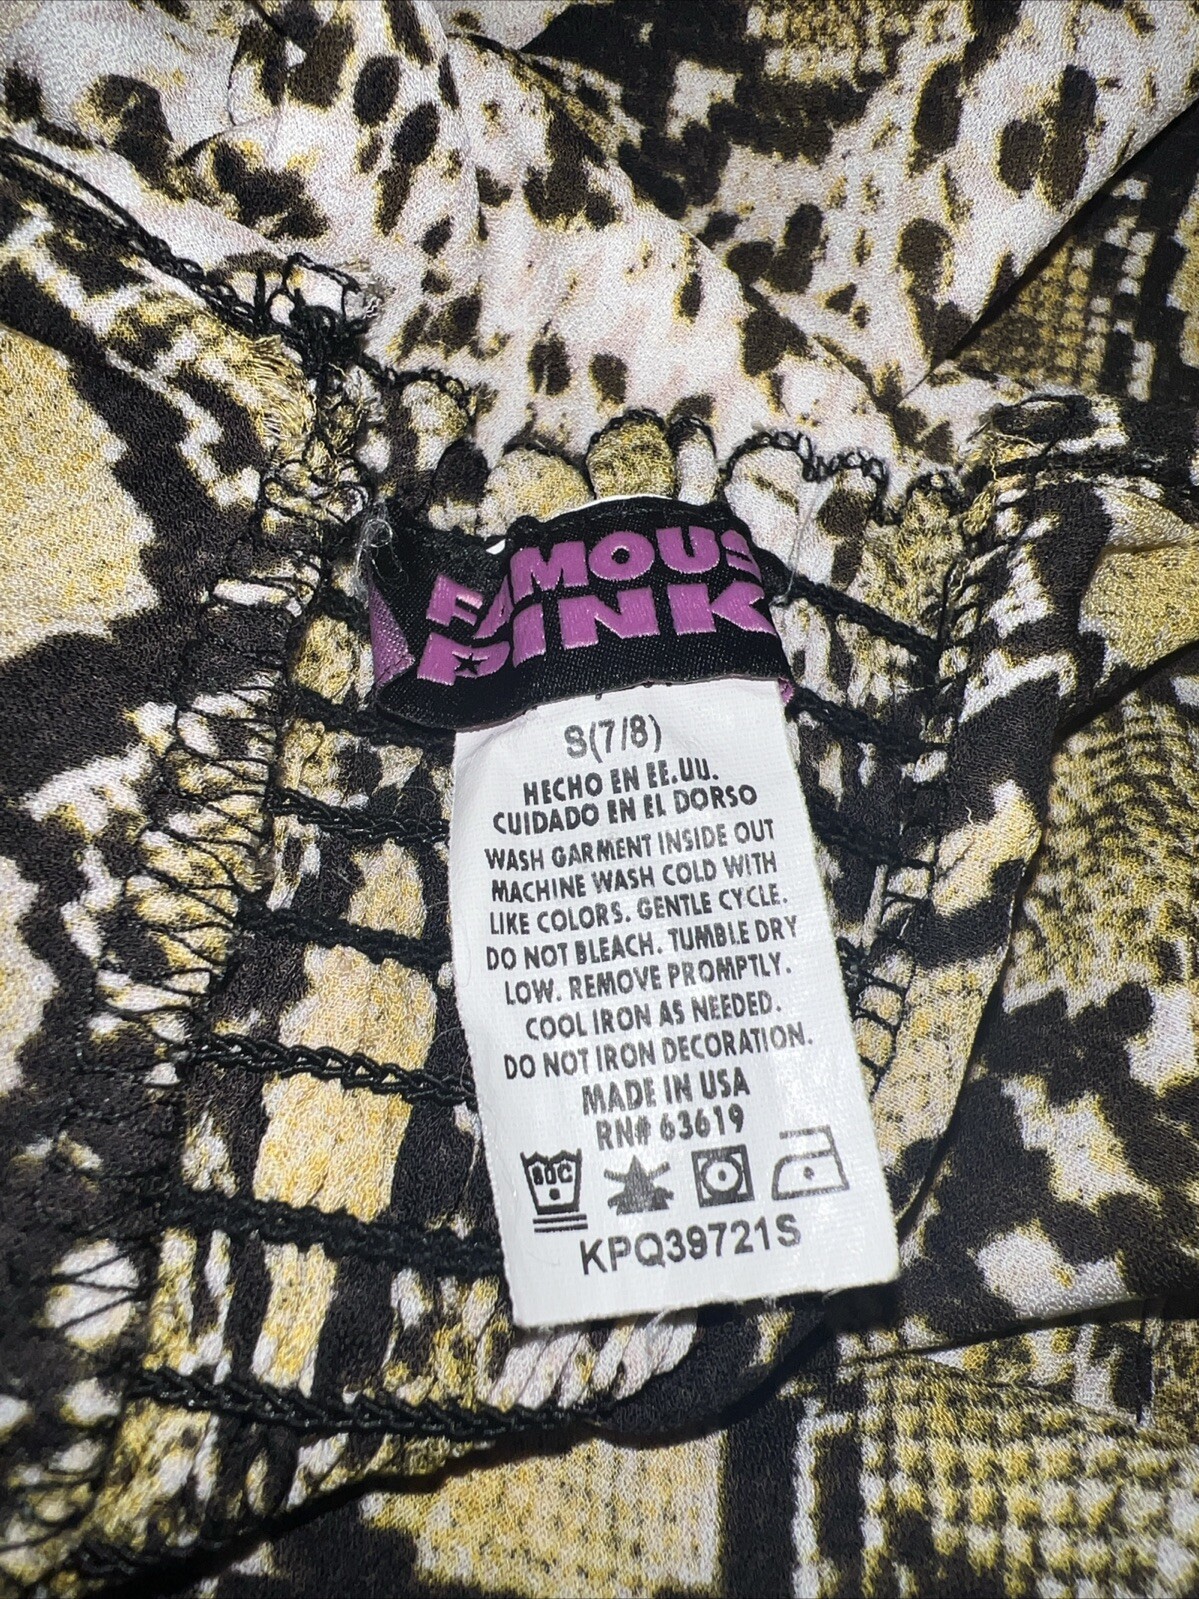 FAMOUS
PINK
S(7/8)
HECHO EN EE.UU.
CUIDADO EN EL DORSO
WASH GARMENT INSIDE OUT
MACHINE WASH COLD WITH
LIKE COLORS. GENTLE CYCLE.
DO NOT BLEACH. TUMBLE DRY
LOW. REMOVE PROMPTLY.
COOL IRON AS NEEDED.
DO NOT IRON DECORATION.
MADE IN USA
RN# 63619
KPQ39721S